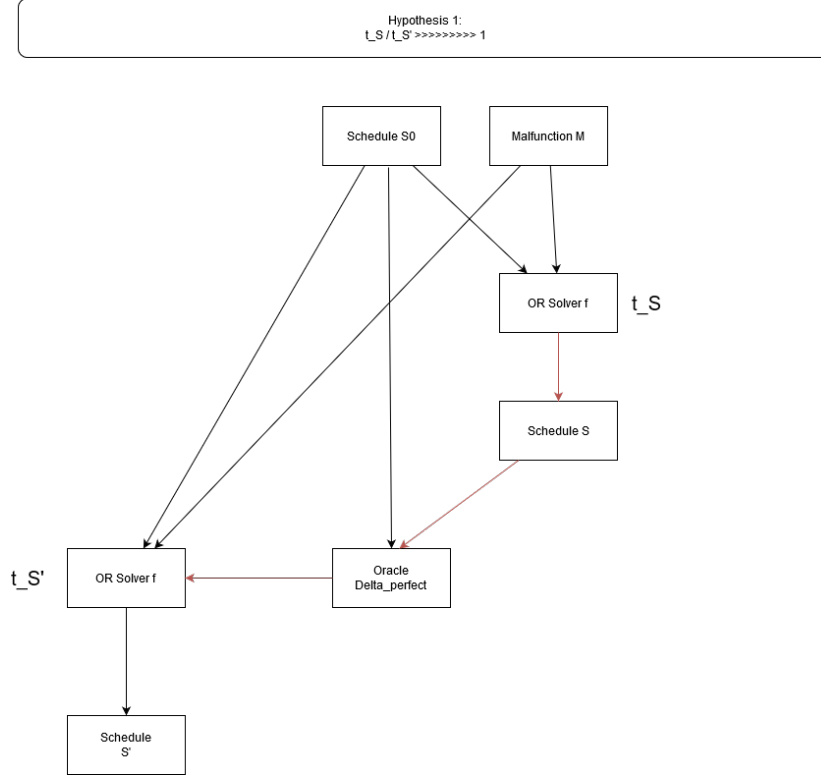 Hypothesis 1:
t_S / t_S' >>>>>>>>> 1
Schedule S0
Malfunction M
OR Solver f
t_S
Schedule S
t_S'
OR Solver f
Oracle
Delta_perfect
Schedule
S'